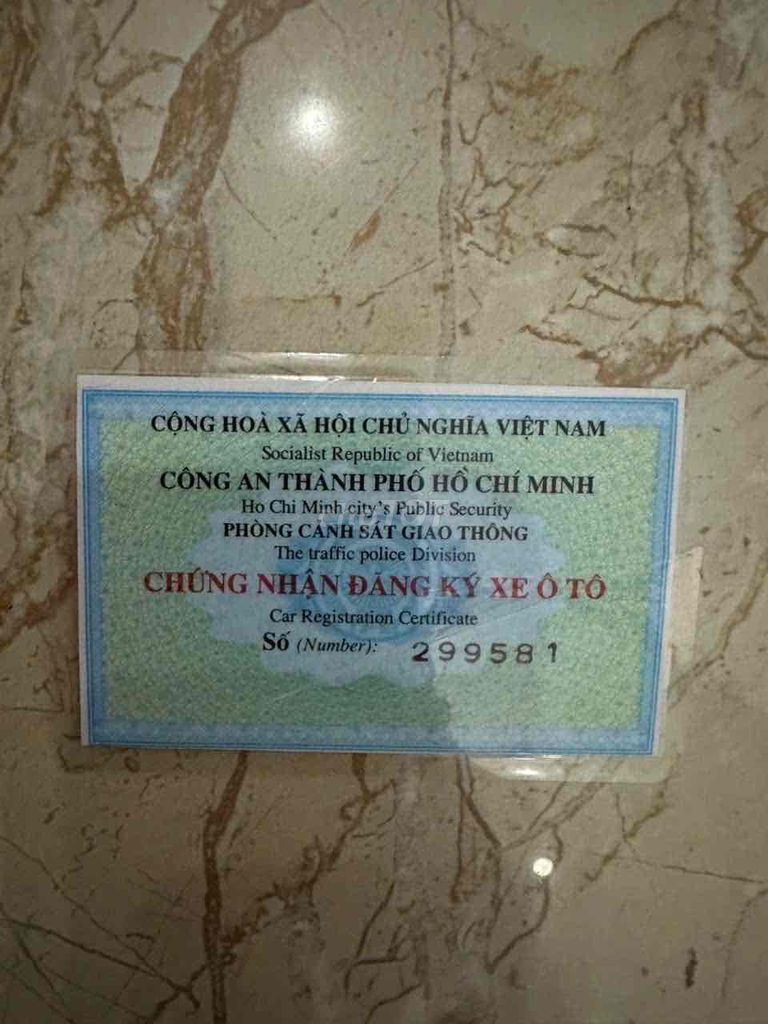 CỘNG HOÀ XÃ HỘI CHỦ NGHĨA VIỆT NAM
Socialist Republic of Vietnam
CÔNG AN THÀNH PHỐ HỒ CHÍ MINH
Ho Chi Minh city's Public Security
PHÒNG CẢNH SÁT GIAO THÔNG
The traffic police Division
CHỨNG NHẬN ĐĂNG KÝ XE Ô TÔ
Car Registration Certificate
Số (Number): 299581